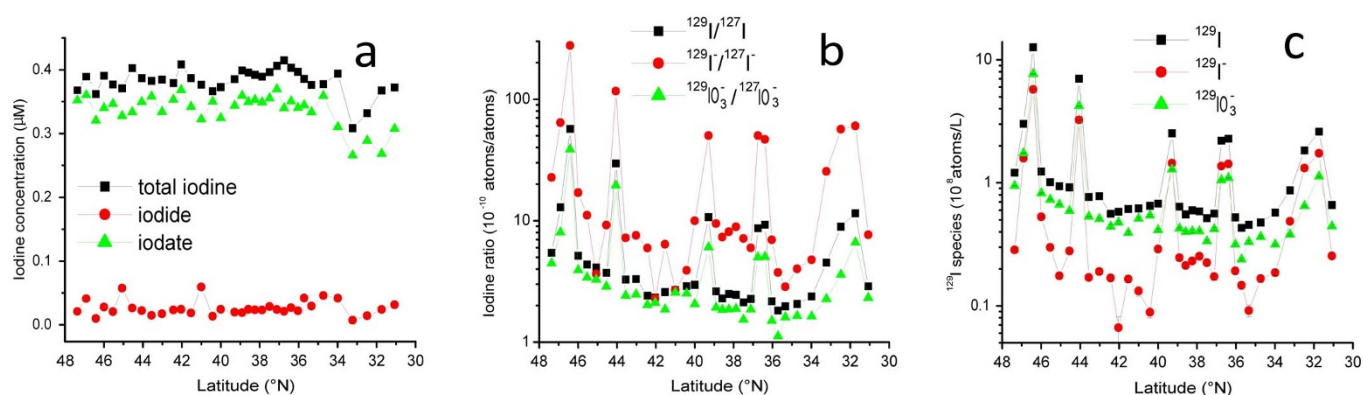 a
Iodine concentration (µM)
0.4
0.3
0.2
0.1
0.0
total iodine
iodide
iodate
48 46 44 42 40 38 36 34 32 30
Latitude (°N)
b
¹²⁹I/¹²⁷I
¹²⁹I⁻/¹²⁷I⁻
¹²⁹IO₃⁻/¹²⁷IO₃⁻
Iodine ratio (10⁻¹⁰ atoms/atoms)
100
10
1
48 46 44 42 40 38 36 34 32 30
Latitude (°N)
c
¹²⁹I
¹²⁹I⁻
¹²⁹IO₃⁻
¹²⁹I species (10⁸atoms/L)
10
1
0.1
48 46 44 42 40 38 36 34 32 30
Latitude (°N)